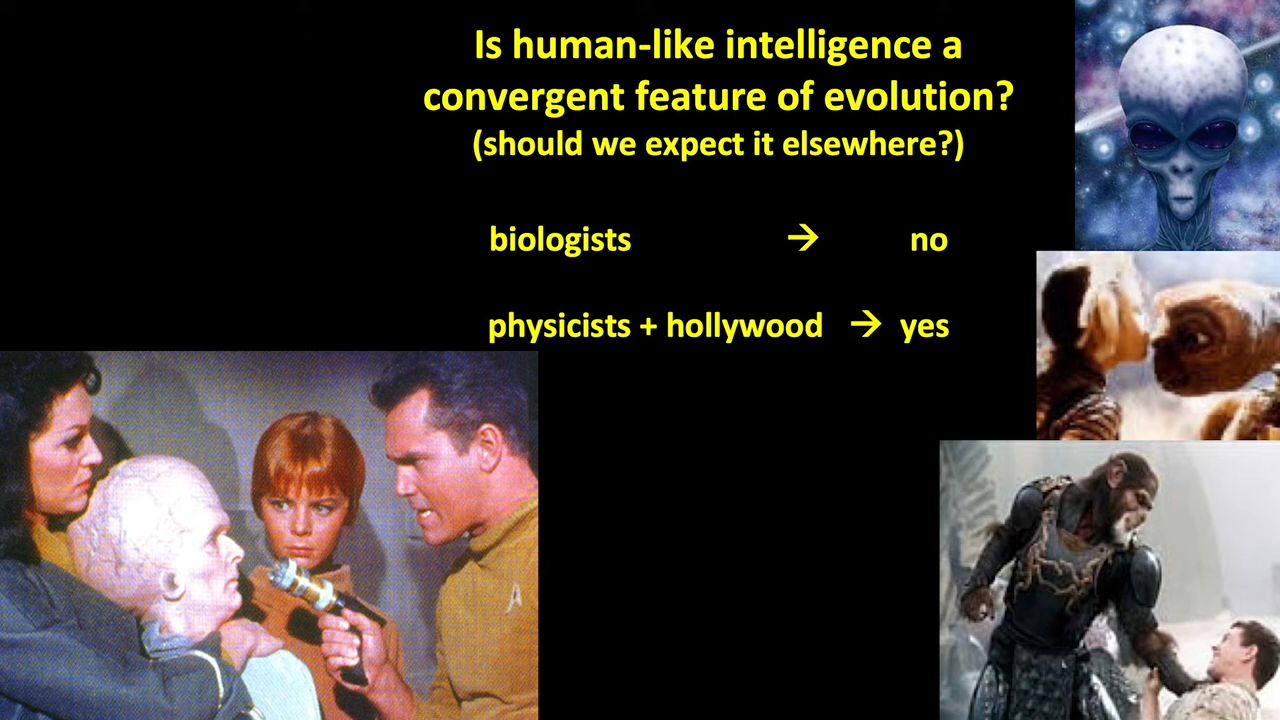 Is human-like intelligence a
convergent feature of evolution?
(should we expect it elsewhere?)
biologists → no
physicists + hollywood → yes